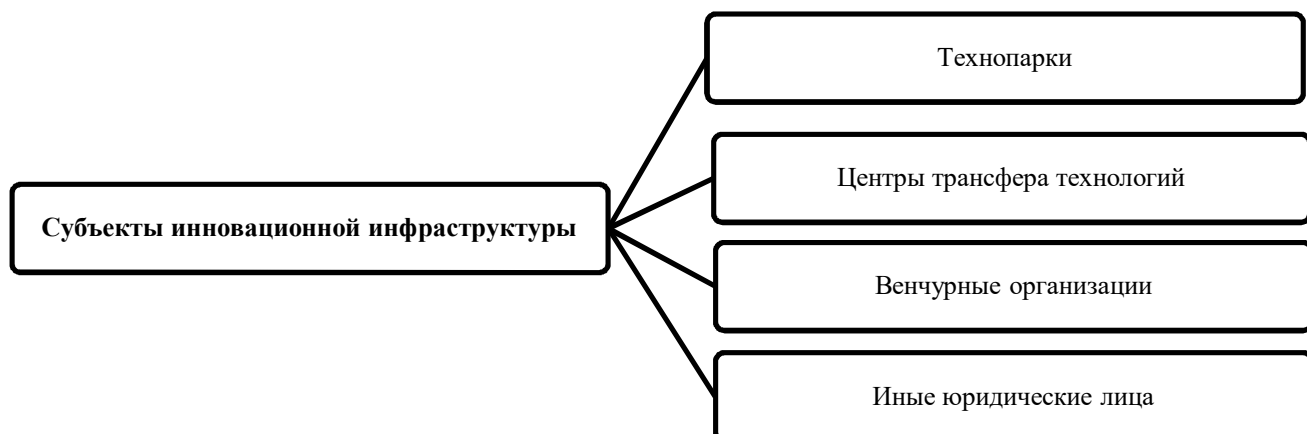 Технопарки
Центры трансфера технологий
Субъекты инновационной инфраструктуры
Венчурные организации
Иные юридические лица